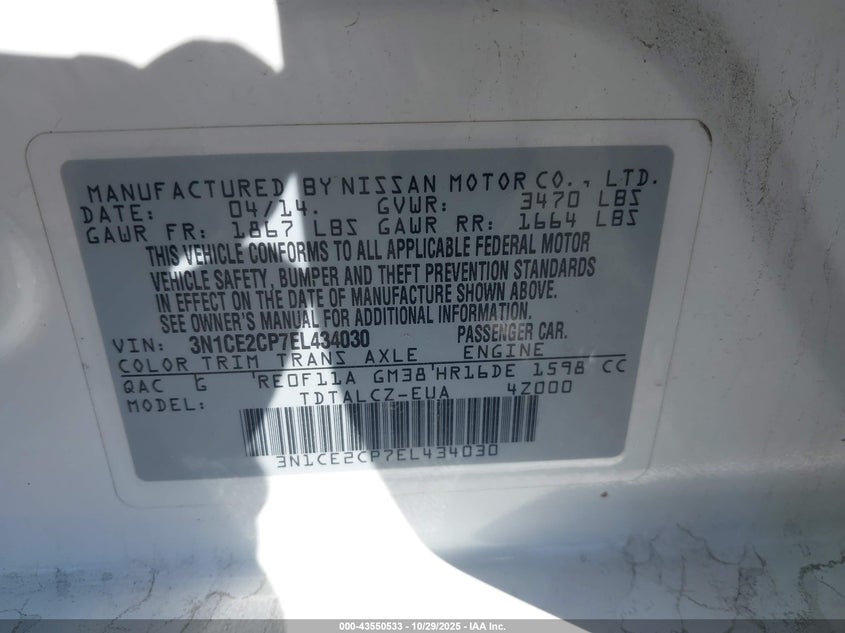 MANUFACTURED BY NISSAN MOTOR CO., LTD.
DATE: 04/14. GVWR: 3470 LBS
GAWR FR: 1867 LBS GAWR RR: 1664 LBS
THIS VEHICLE CONFORMS TO ALL APPLICABLE FEDERAL MOTOR
VEHICLE SAFETY, BUMPER AND THEFT PREVENTION STANDARDS
IN EFFECT ON THE DATE OF MANUFACTURE SHOWN ABOVE.
SEE OWNER'S MANUAL FOR ADDITIONAL INFORMATION.
VIN: 3N1CE2CP7EL434030 PASSENGER CAR.
COLOR TRIM TRANS AXLE ENGINE
QAC G 'RE0F11A GM38'HR16DE 1598 CC
MODEL: TDTALCZ-EUA 4Z000
3N1CE2CP7EL434030
000-43550533 - 10/29/2025 - IAA Inc.